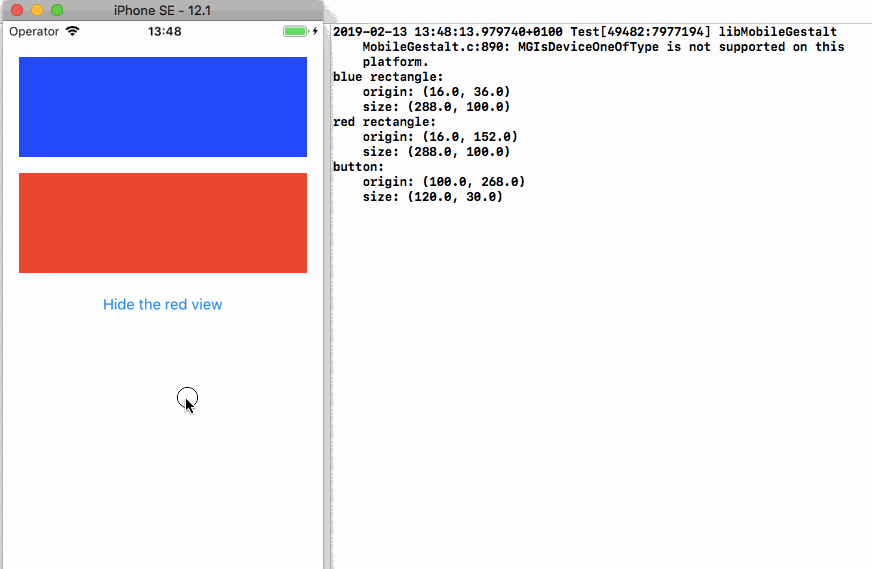 iPhone SE - 12.1
Operator 13:48
Hide the red view
2019-02-13 13:48:13.979740+0100 Test[49482:7977194] libMobileGestalt
MobileGestalt.c:890: MGIsDeviceOneOfType is not supported on this
platform.
blue rectangle:
origin: (16.0, 36.0)
size: (288.0, 100.0)
red rectangle:
origin: (16.0, 152.0)
size: (288.0, 100.0)
button:
origin: (100.0, 268.0)
size: (120.0, 30.0)